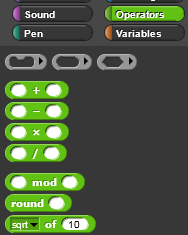 Sound Operators
Pen Variables
+
−
×
/
mod
round
sqrt of 10